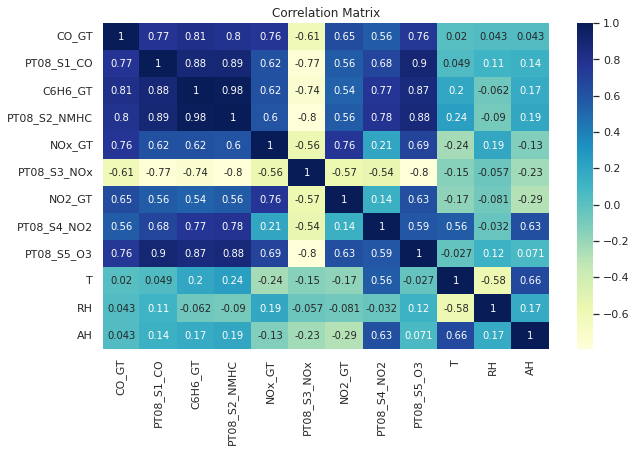 Correlation Matrix
CO_GT 1 0.77 0.81 0.8 0.76 -0.61 0.65 0.56 0.76 0.02 0.043 0.043
PT08_S1_CO 0.77 1 0.88 0.89 0.62 -0.77 0.56 0.68 0.9 0.049 0.11 0.14
C6H6_GT 0.81 0.88 1 0.98 0.62 -0.74 0.54 0.77 0.87 0.2 -0.062 0.17
PT08_S2_NMHC 0.8 0.89 0.98 1 0.6 -0.8 0.56 0.78 0.88 0.24 -0.09 0.19
NOx_GT 0.76 0.62 0.62 0.6 1 -0.56 0.76 0.21 0.69 -0.24 0.19 -0.13
PT08_S3_NOx -0.61 -0.77 -0.74 -0.8 -0.56 1 -0.57 -0.54 -0.8 -0.15 -0.057 -0.23
NO2_GT 0.65 0.56 0.54 0.56 0.76 -0.57 1 0.14 0.63 -0.17 -0.081 -0.29
PT08_S4_NO2 0.56 0.68 0.77 0.78 0.21 -0.54 0.14 1 0.59 0.56 -0.032 0.63
PT08_S5_O3 0.76 0.9 0.87 0.88 0.69 -0.8 0.63 0.59 1 -0.027 0.12 0.071
T 0.02 0.049 0.2 0.24 -0.24 -0.15 -0.17 0.56 -0.027 1 -0.58 0.66
RH 0.043 0.11 -0.062 -0.09 0.19 -0.057 -0.081 -0.032 0.12 -0.58 1 0.17
AH 0.043 0.14 0.17 0.19 -0.13 -0.23 -0.29 0.63 0.071 0.66 0.17 1
CO_GT
PT08_S1_CO
C6H6_GT
PT08_S2_NMHC
NOx_GT
PT08_S3_NOx
NO2_GT
PT08_S4_NO2
PT08_S5_O3
T
RH
AH
1.0
0.8
0.6
0.4
0.2
0.0
−0.2
−0.4
−0.6